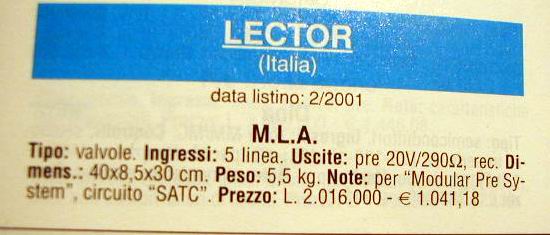 LECTOR
(Italia)
data listino: 2/2001
M.L.A.
Tipo: valvole. Ingressi: 5 linea. Uscite: pre 20V/290Ω, rec. Di-
mens.: 40x8,5x30 cm. Peso: 5,5 kg. Note: per “Modular Pre Sy-
stem”, circuito “SATC”. Prezzo: L. 2.016.000 - € 1.041,18